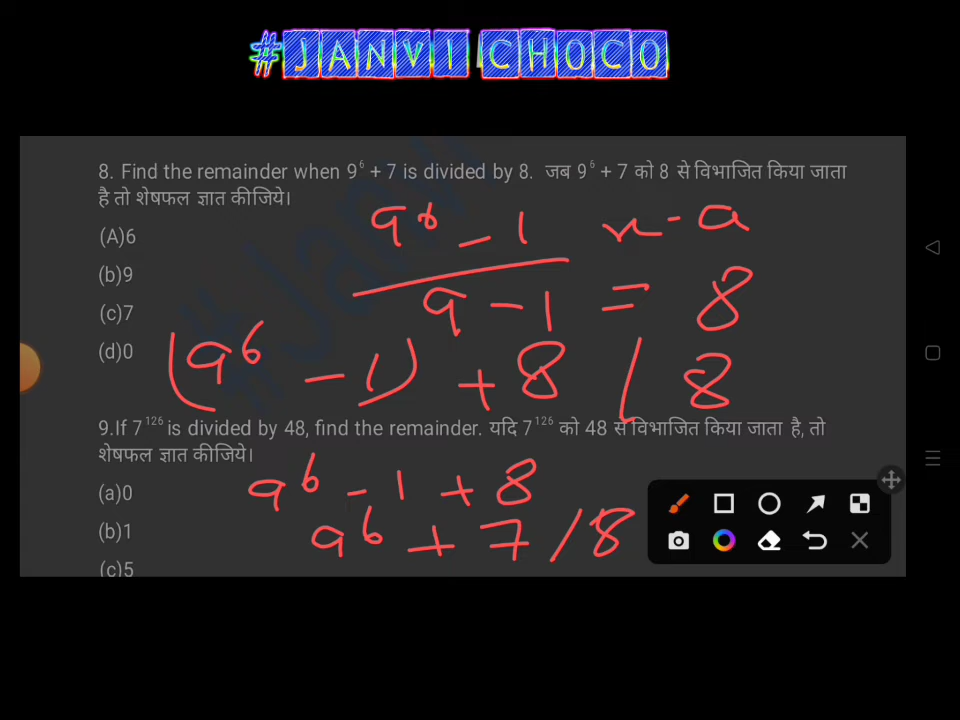 #JANVI CHOCO
8. Find the remainder when 9⁶ + 7 is divided by 8. जब 9⁶ + 7 को 8 से विभाजित किया जाता
है तो शेषफल ज्ञात कीजिये।
9⁶ - 1 x - a
(A)6
(b)9
9 - 1 = 8
(c)7
(d)0
(9⁶ - 1) + 8 / 8
9.If 7¹²⁶ is divided by 48, find the remainder. यदि 7¹²⁶ को 48 से विभाजित किया जाता है, तो
शेषफल ज्ञात कीजिये।
(a)0
9⁶ - 1 + 8
(b)1
9⁶ + 7 / 8
(c)5